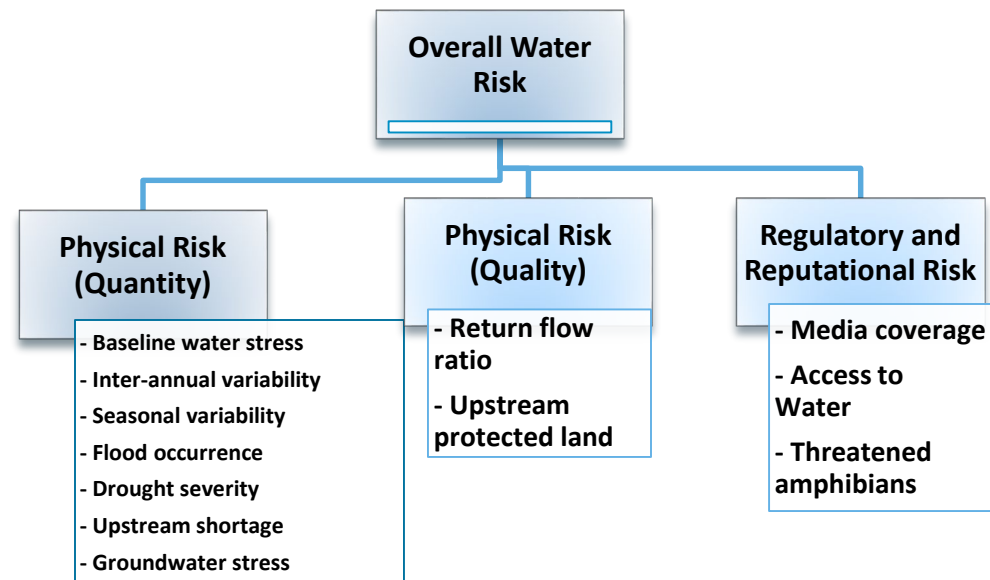 Overall Water
Risk
Physical Risk
(Quantity)
- Baseline water stress
- Inter-annual variability
- Seasonal variability
- Flood occurrence
- Drought severity
- Upstream shortage
- Groundwater stress
Physical Risk
(Quality)
- Return flow
ratio
- Upstream
protected land
Regulatory and
Reputational Risk
- Media coverage
- Access to
Water
- Threatened
amphibians